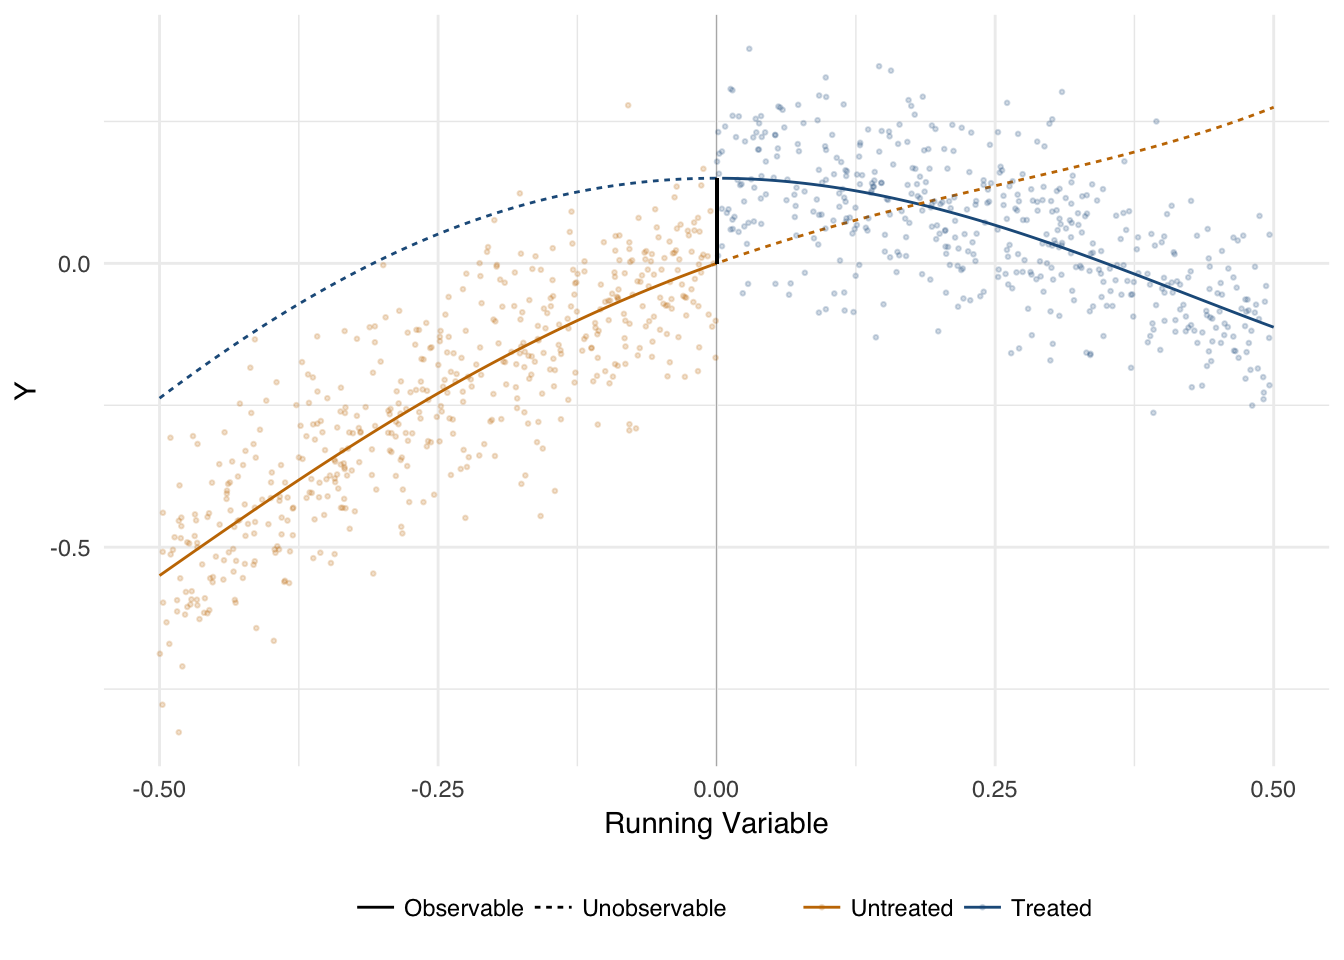 Y
0.0
-0.5
-0.50 -0.25 0.00 0.25 0.50
Running Variable
Observable Unobservable Untreated Treated